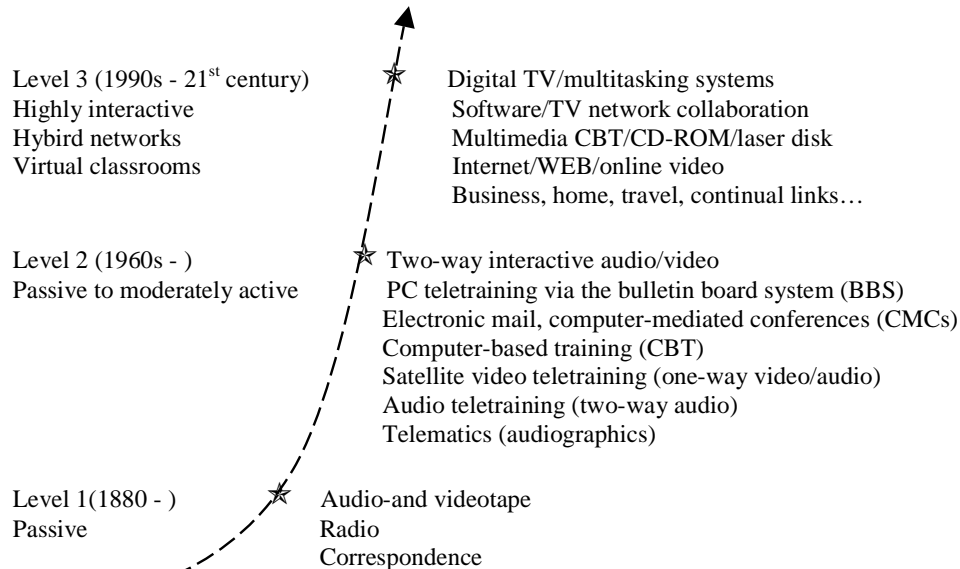 Level 3 (1990s - 21st century)
Highly interactive
Hybird networks
Virtual classrooms
Digital TV/multitasking systems
Software/TV network collaboration
Multimedia CBT/CD-ROM/laser disk
Internet/WEB/online video
Business, home, travel, continual links…
Level 2 (1960s - )
Passive to moderately active
Two-way interactive audio/video
PC teletraining via the bulletin board system (BBS)
Electronic mail, computer-mediated conferences (CMCs)
Computer-based training (CBT)
Satellite video teletraining (one-way video/audio)
Audio teletraining (two-way audio)
Telematics (audiographics)
Level 1(1880 - )
Passive
Audio-and videotape
Radio
Correspondence